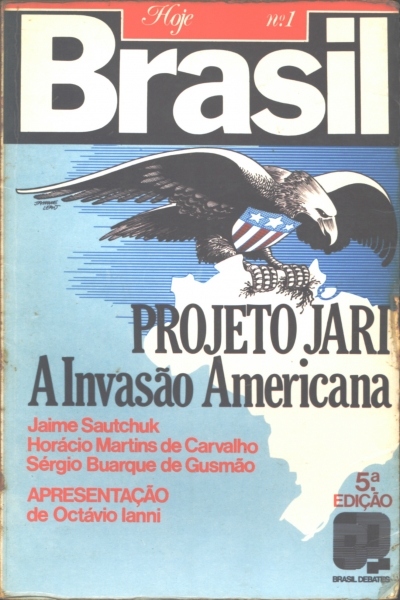 Hoje nº1
Brasil
PROJETO JARI
A Invasão Americana
Jaime Sautchuk
Horácio Martins de Carvalho
Sérgio Buarque de Gusmão
APRESENTAÇÃO
de Octávio Ianni
5ª
EDIÇÃO
BRASIL DEBATES